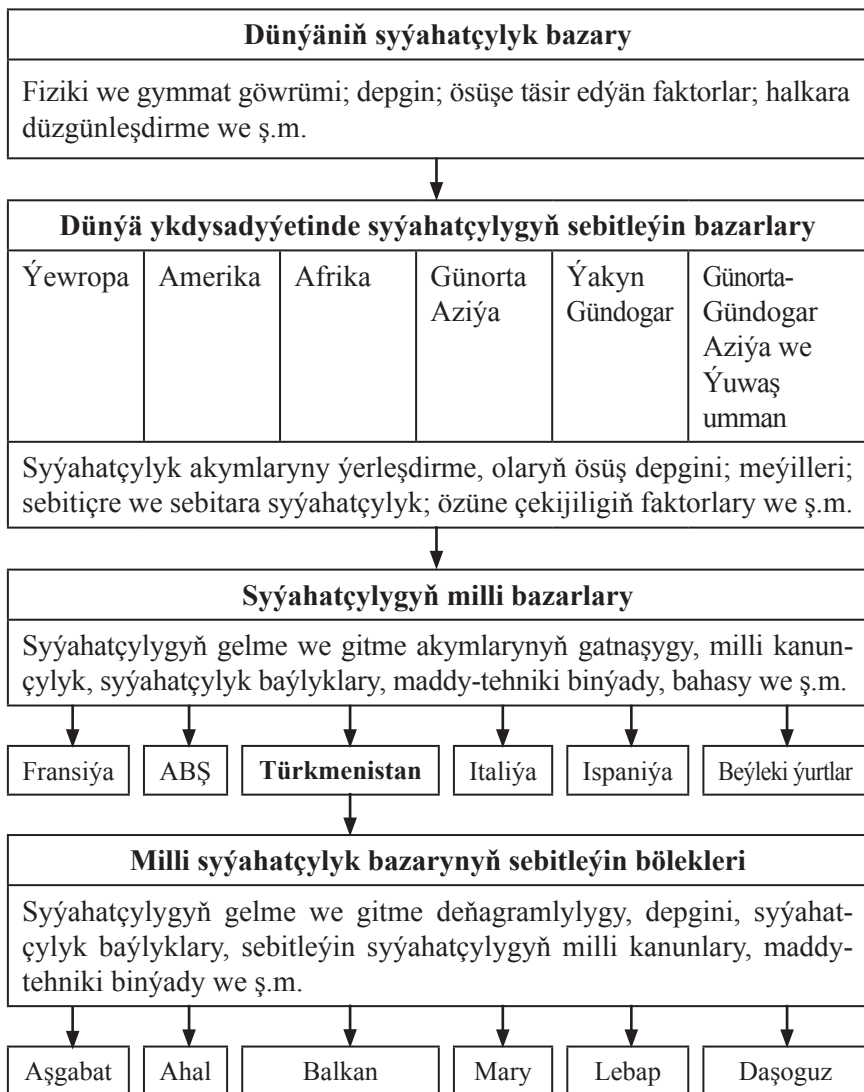 Dünýäniň syýahatçylyk bazary
Fiziki we gymmat göwrümi; depgin; ösüşe täsir edýän faktorlar; halkara
düzgünleşdirme we ş.m.
Dünýä ykdysadyýetinde syýahatçylygyň sebitleýin bazarlary
Ýewropa
Amerika
Afrika
Günorta
Aziýa
Ýakyn
Gündogar
Günorta-
Gündogar
Aziýa we
Ýuwaş
umman
Syýahatçylyk akymlaryny ýerleşdirme, olaryň ösüş depgini; meýilleri;
sebitiçre we sebitara syýahatçylyk; özüne çekijiligiň faktorlary we ş.m.
Syýahatçylygyň milli bazarlary
Syýahatçylygyň gelme we gitme akymlarynyň gatnaşygy, milli kanun-
çylyk, syýahatçylyk baýlyklary, maddy-tehniki binýady, bahasy we ş.m.
Fransiýa
ABŞ
Türkmenistan
Italiýa
Ispaniýa
Beýleki ýurtlar
Milli syýahatçylyk bazarynyň sebitleýin bölekleri
Syýahatçylygyň gelme we gitme deňagramlylygy, depgini, syýahat-
çylyk baýlyklary, sebitleýin syýahatçylygyň milli kanunlary, maddy-
tehniki binýady we ş.m.
Aşgabat
Ahal
Balkan
Mary
Lebap
Daşoguz